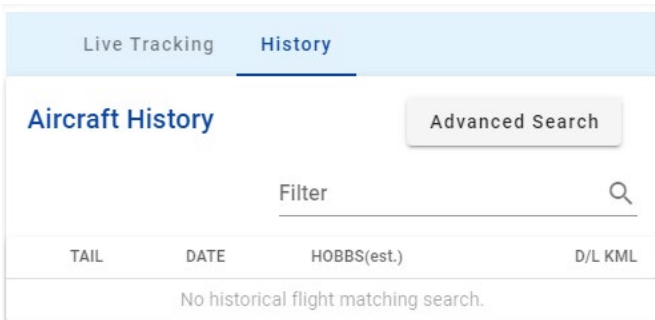 Live Tracking History
Aircraft History Advanced Search
Filter
TAIL DATE HOBBS(est.) D/L KML
No historical flight matching search.